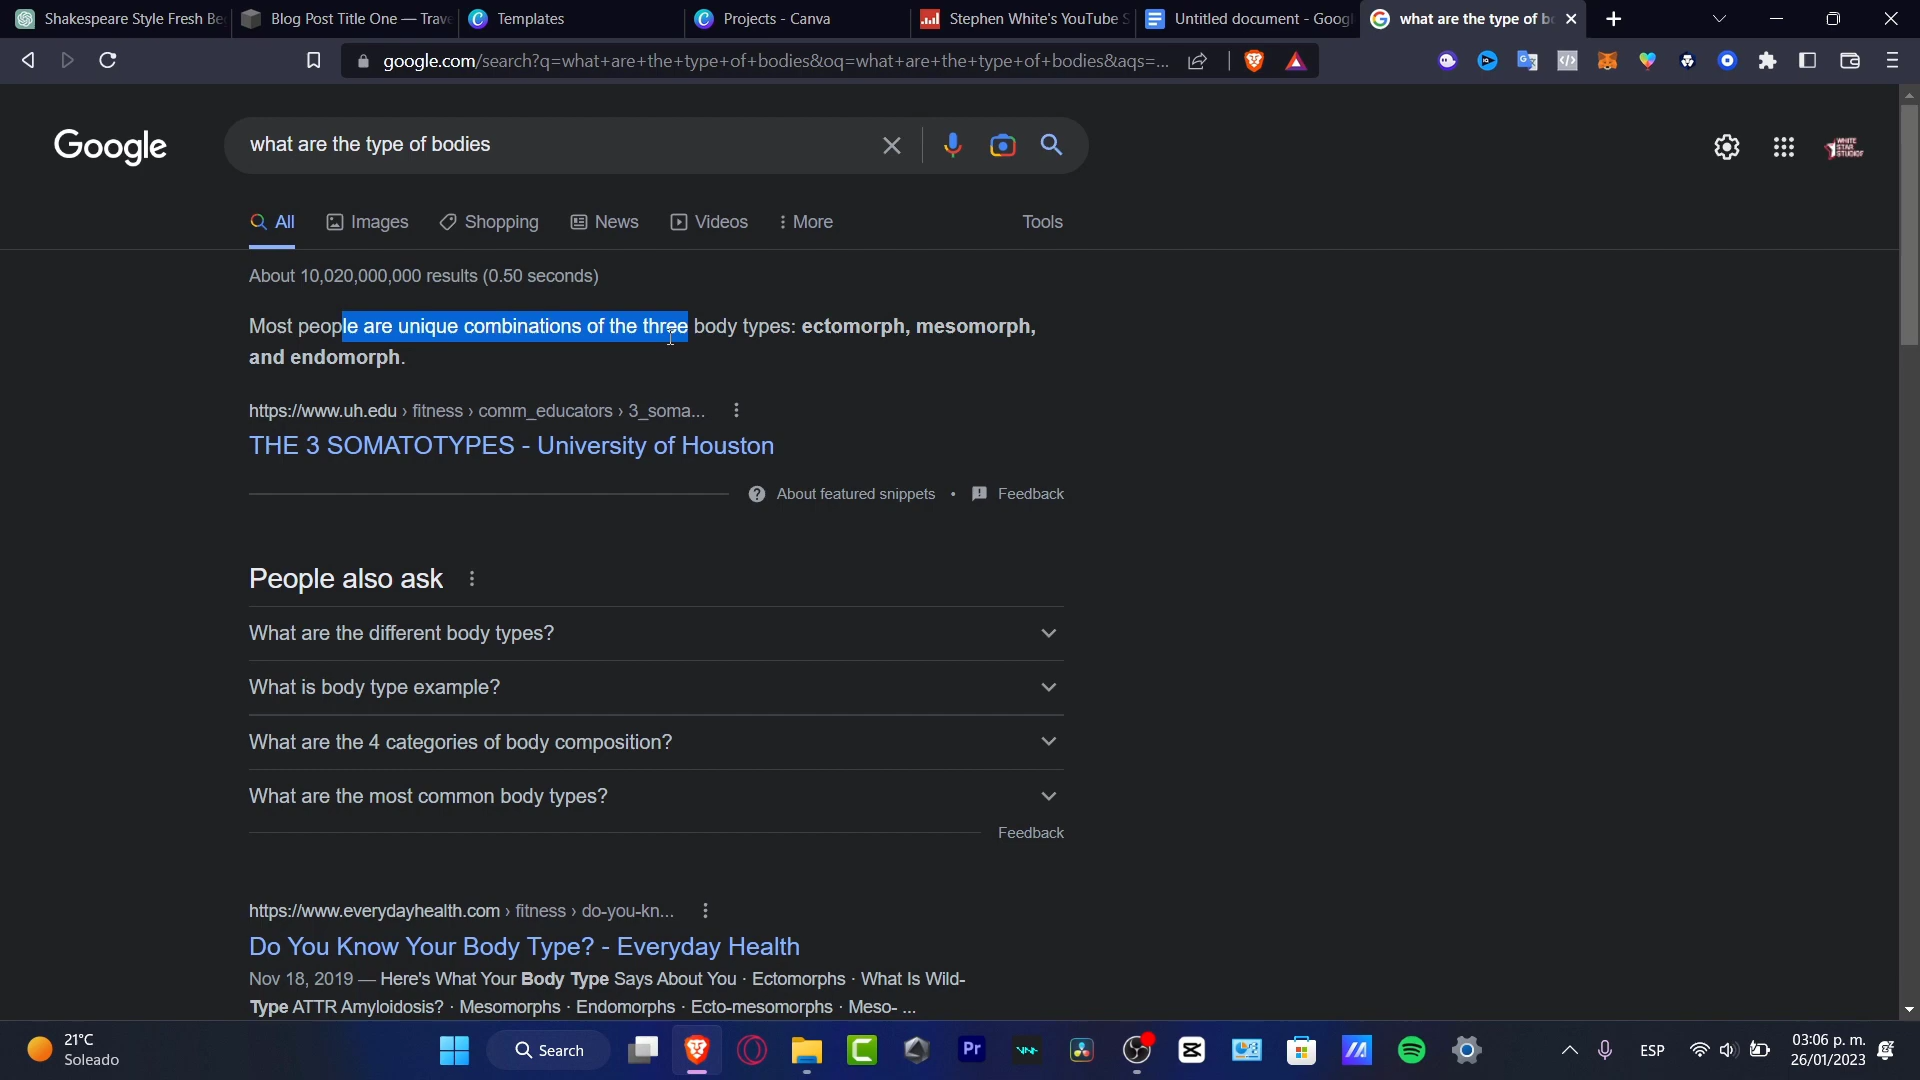 Shakespeare Style Fresh Be
Blog Post Title One — Trave
Templates
Projects - Canva
Stephen White's YouTube S
Untitled document - Googl
what are the type of bo
google.com/search?q=what+are+the+type+of+bodies&oq=what+are+the+type+of+bodies&aqs=...
Google
what are the type of bodies
WHITE STAR STUDIOS
All
Images
Shopping
News
Videos
More
Tools
About 10,020,000,000 results (0.50 seconds)
Most people are unique combinations of the three body types: ectomorph, mesomorph,
and endomorph.
https://www.uh.edu › fitness › comm_educators › 3_soma...
THE 3 SOMATOTYPES - University of Houston
About featured snippets • Feedback
People also ask
What are the different body types?
What is body type example?
What are the 4 categories of body composition?
What are the most common body types?
Feedback
https://www.everydayhealth.com › fitness › do-you-kn...
Do You Know Your Body Type? - Everyday Health
Nov 18, 2019 — Here's What Your Body Type Says About You · Ectomorphs · What Is Wild-
Type ATTR Amyloidosis? · Mesomorphs · Endomorphs · Ecto-mesomorphs · Meso- ...
21°C
Soleado
Search
Pr
ESP
03:06 p. m.
26/01/2023